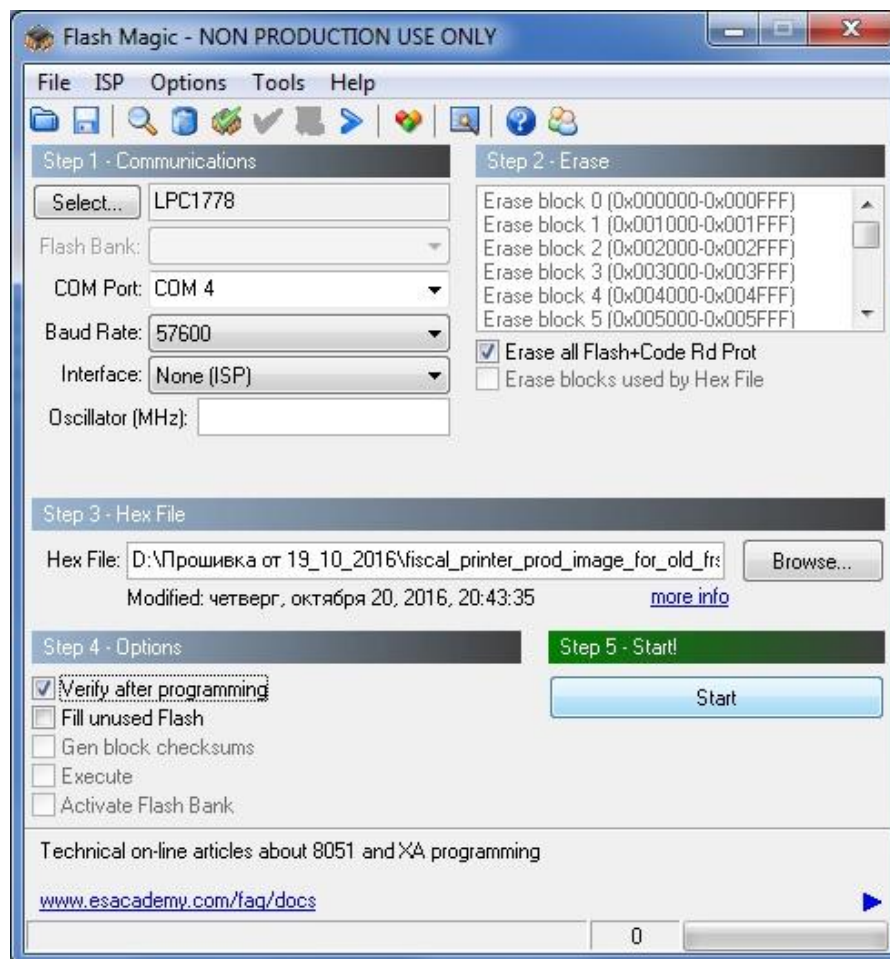 Flash Magic - NON PRODUCTION USE ONLY
File ISP Options Tools Help
Step 1 - Communications
Select... LPC1778
Flash Bank:
COM Port: COM 4
Baud Rate: 57600
Interface: None (ISP)
Oscillator (MHz):
Step 2 - Erase
Erase block 0 (0x000000-0x000FFF)
Erase block 1 (0x001000-0x001FFF)
Erase block 2 (0x002000-0x002FFF)
Erase block 3 (0x003000-0x003FFF)
Erase block 4 (0x004000-0x004FFF)
Erase block 5 (0x005000-0x005FFF)
Erase all Flash+Code Rd Prot
Erase blocks used by Hex File
Step 3 - Hex File
Hex File: D:\Прошивка от 19_10_2016\fiscal_printer_prod_image_for_old_frs Browse...
Modified: четверг, октября 20, 2016, 20:43:35 more info
Step 4 - Options
Verify after programming
Fill unused Flash
Gen block checksums
Execute
Activate Flash Bank
Step 5 - Start!
Start
Technical on-line articles about 8051 and XA programming
www.esacademy.com/faq/docs
0